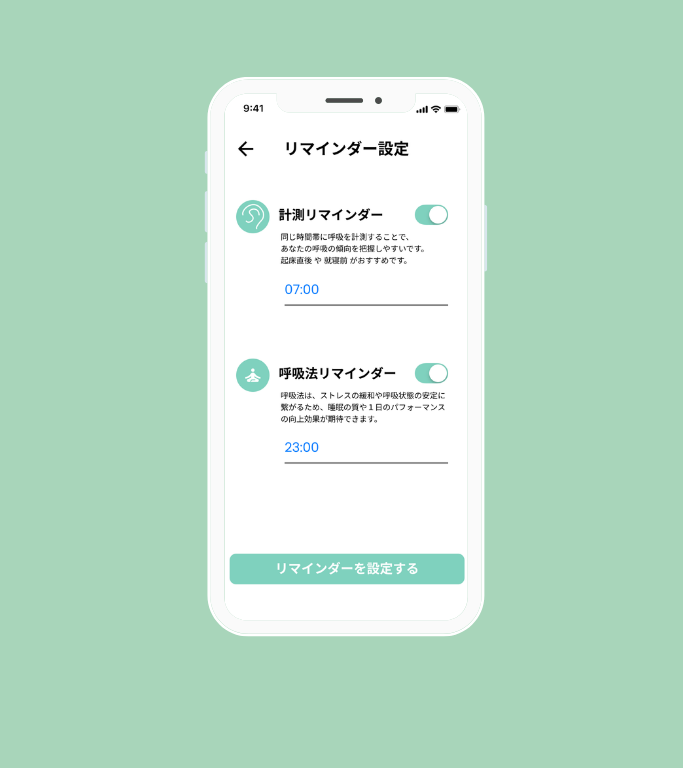 9:41
リマインダー設定
計測リマインダー
同じ時間帯に呼吸を計測することで、
あなたの呼吸の傾向を把握しやすいです。
起床直後 や 就寝前 がおすすめです。
07:00
呼吸法リマインダー
呼吸法は、ストレスの緩和や呼吸状態の安定に
繋がるため、睡眠の質や１日のパフォーマンス
の向上効果が期待できます。
23:00
リマインダーを設定する